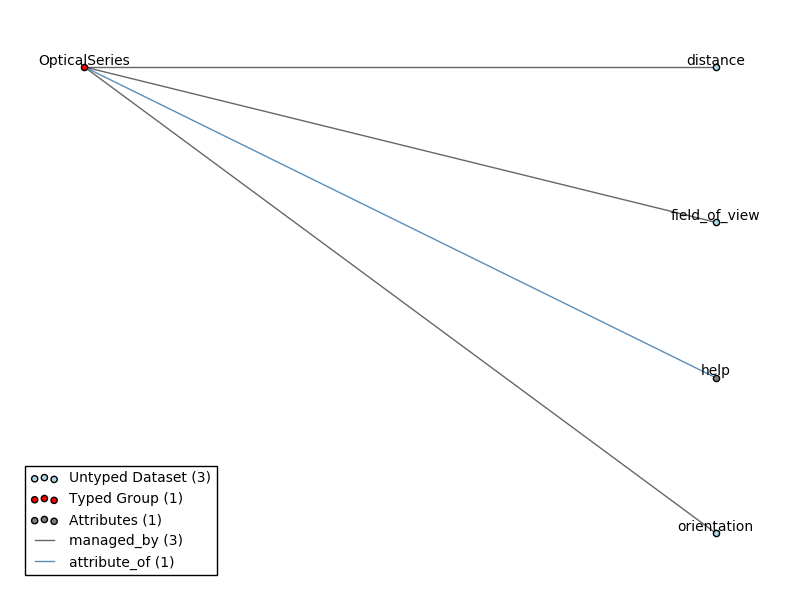 OpticalSeries
distance
field_of_view
help
orientation
Untyped Dataset (3)
Typed Group (1)
Attributes (1)
managed_by (3)
attribute_of (1)